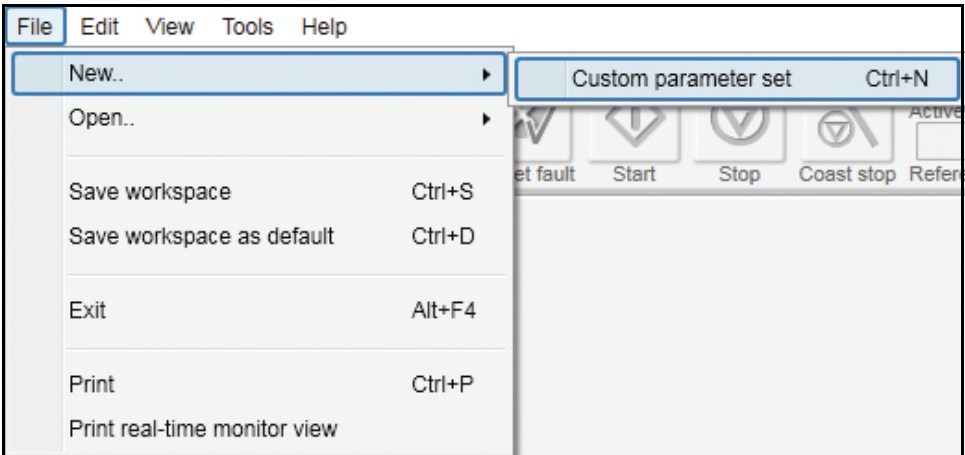 File Edit View Tools Help
New..
Custom parameter set Ctrl+N
Open..
Active
fault Start Stop Coast stop
Save workspace Ctrl+S
Save workspace as default Ctrl+D
Exit Alt+F4
Print Ctrl+P
Print real-time monitor view